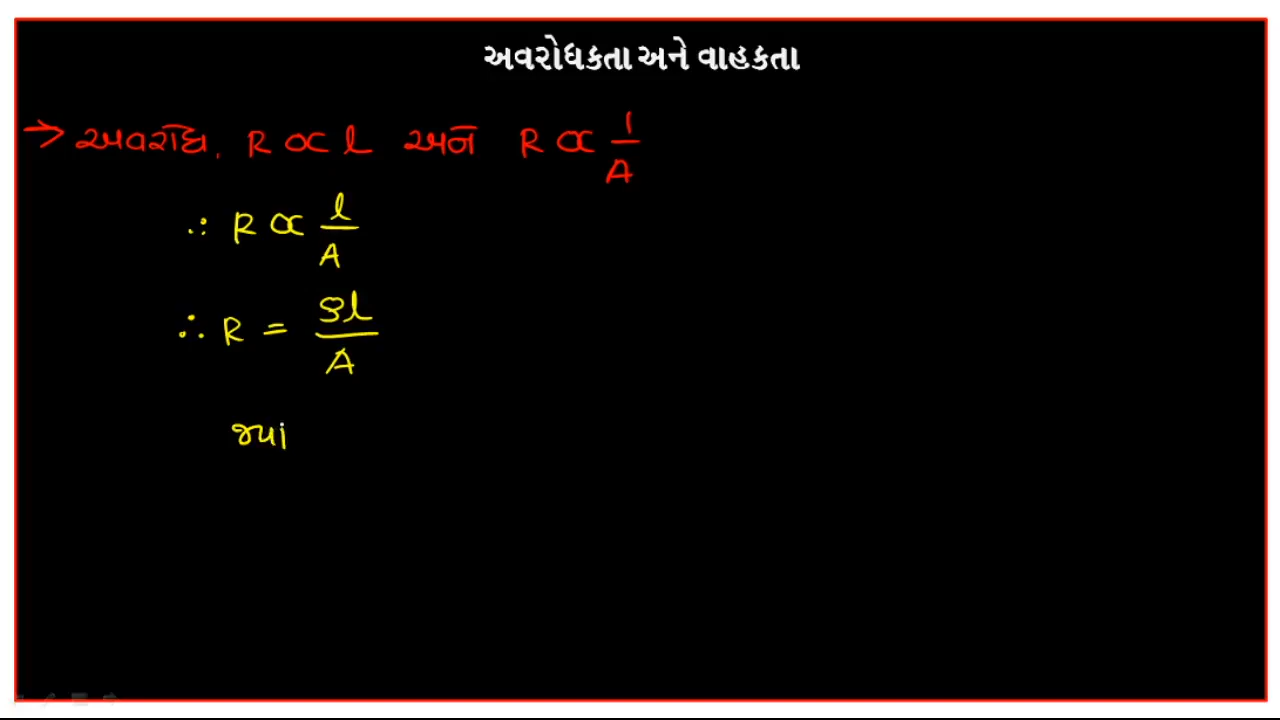 અવરોધકતા અને વાહકતા
→ અવરોધ, R ∝ l અને R ∝ 1/A
∴ R ∝ l/A
∴ R = ρl/A
જ્યાં